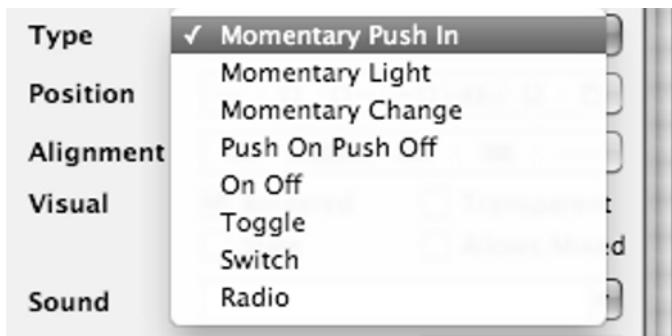 Type ✓ Momentary Push In
Momentary Light
Position
Momentary Change
Alignment Push On Push Off
Visual On Off
Toggle
Switch
Sound Radio